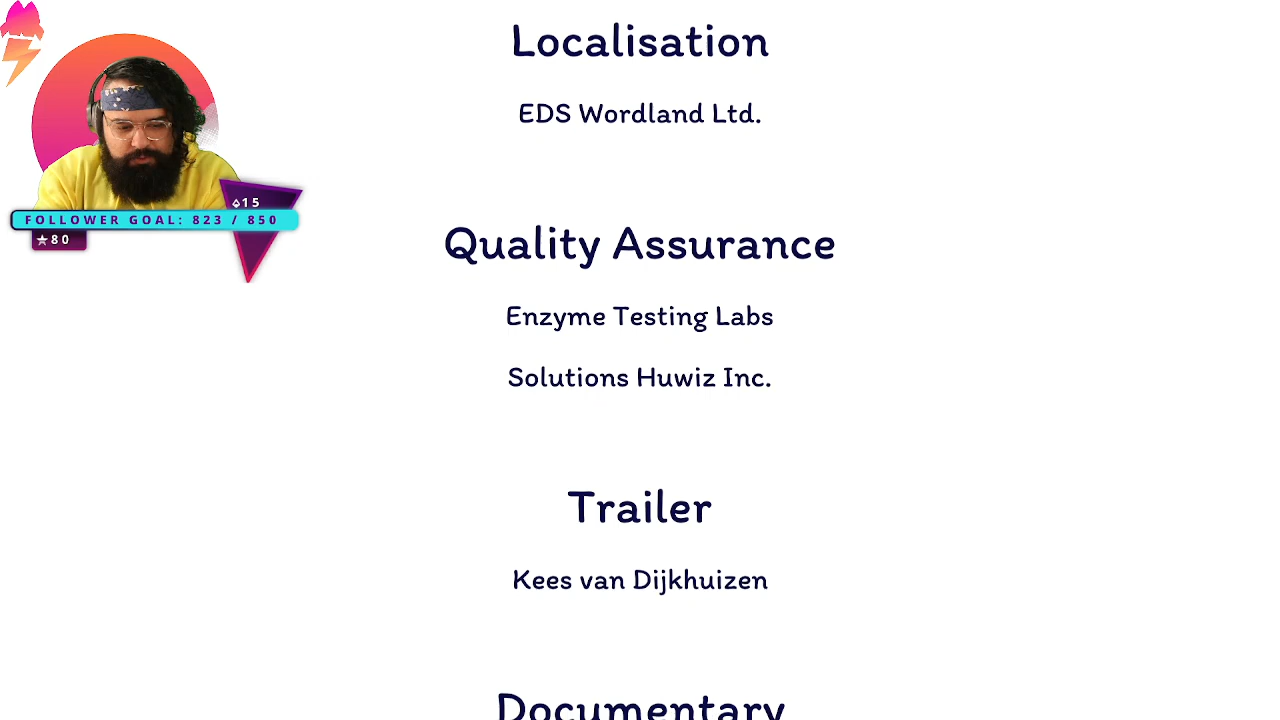 Localisation
EDS Wordland Ltd.
15
FOLLOWER GOAL: 823 / 850
80
Quality Assurance
Enzyme Testing Labs
Solutions Huwiz Inc.
Trailer
Kees van Dijkhuizen
Documentary